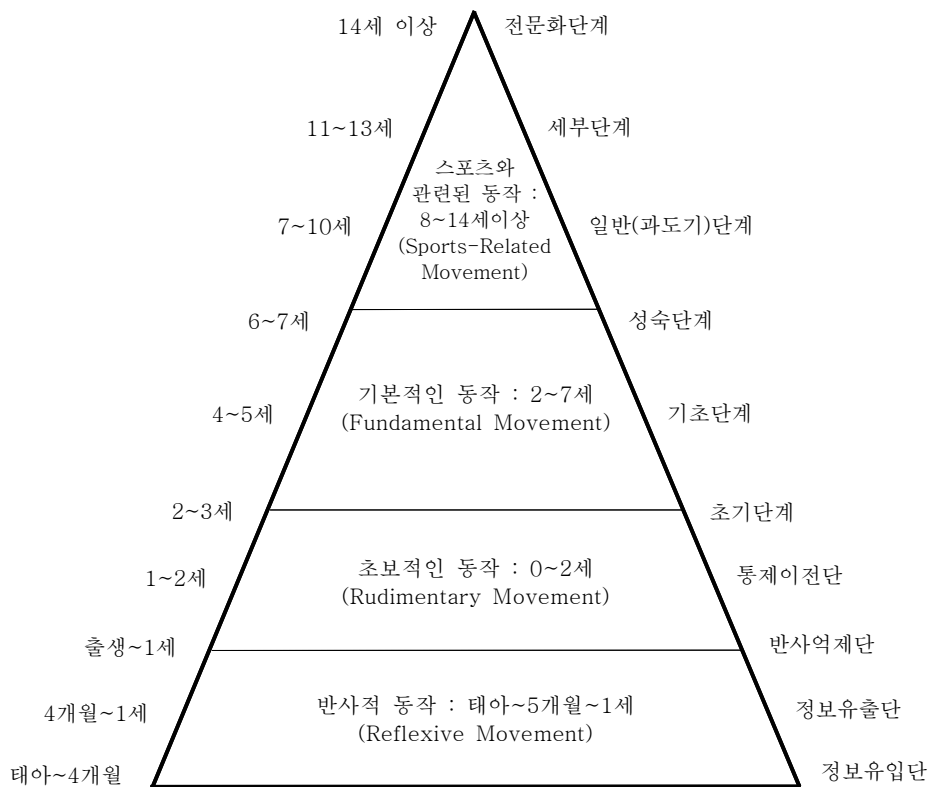 14세 이상 전문화단계
11~13세 세부단계
스포츠와
관련된 동작 :
7~10세 8~14세이상 일반(과도기)단계
(Sports-Related
Movement)
6~7세 성숙단계
기본적인 동작 : 2~7세
4~5세 (Fundamental Movement) 기초단계
2~3세 초기단계
초보적인 동작 : 0~2세
1~2세 (Rudimentary Movement) 통제이전단
출생~1세 반사억제단
반사적 동작 : 태아~5개월~1세
4개월~1세 (Reflexive Movement) 정보유출단
태아~4개월 정보유입단